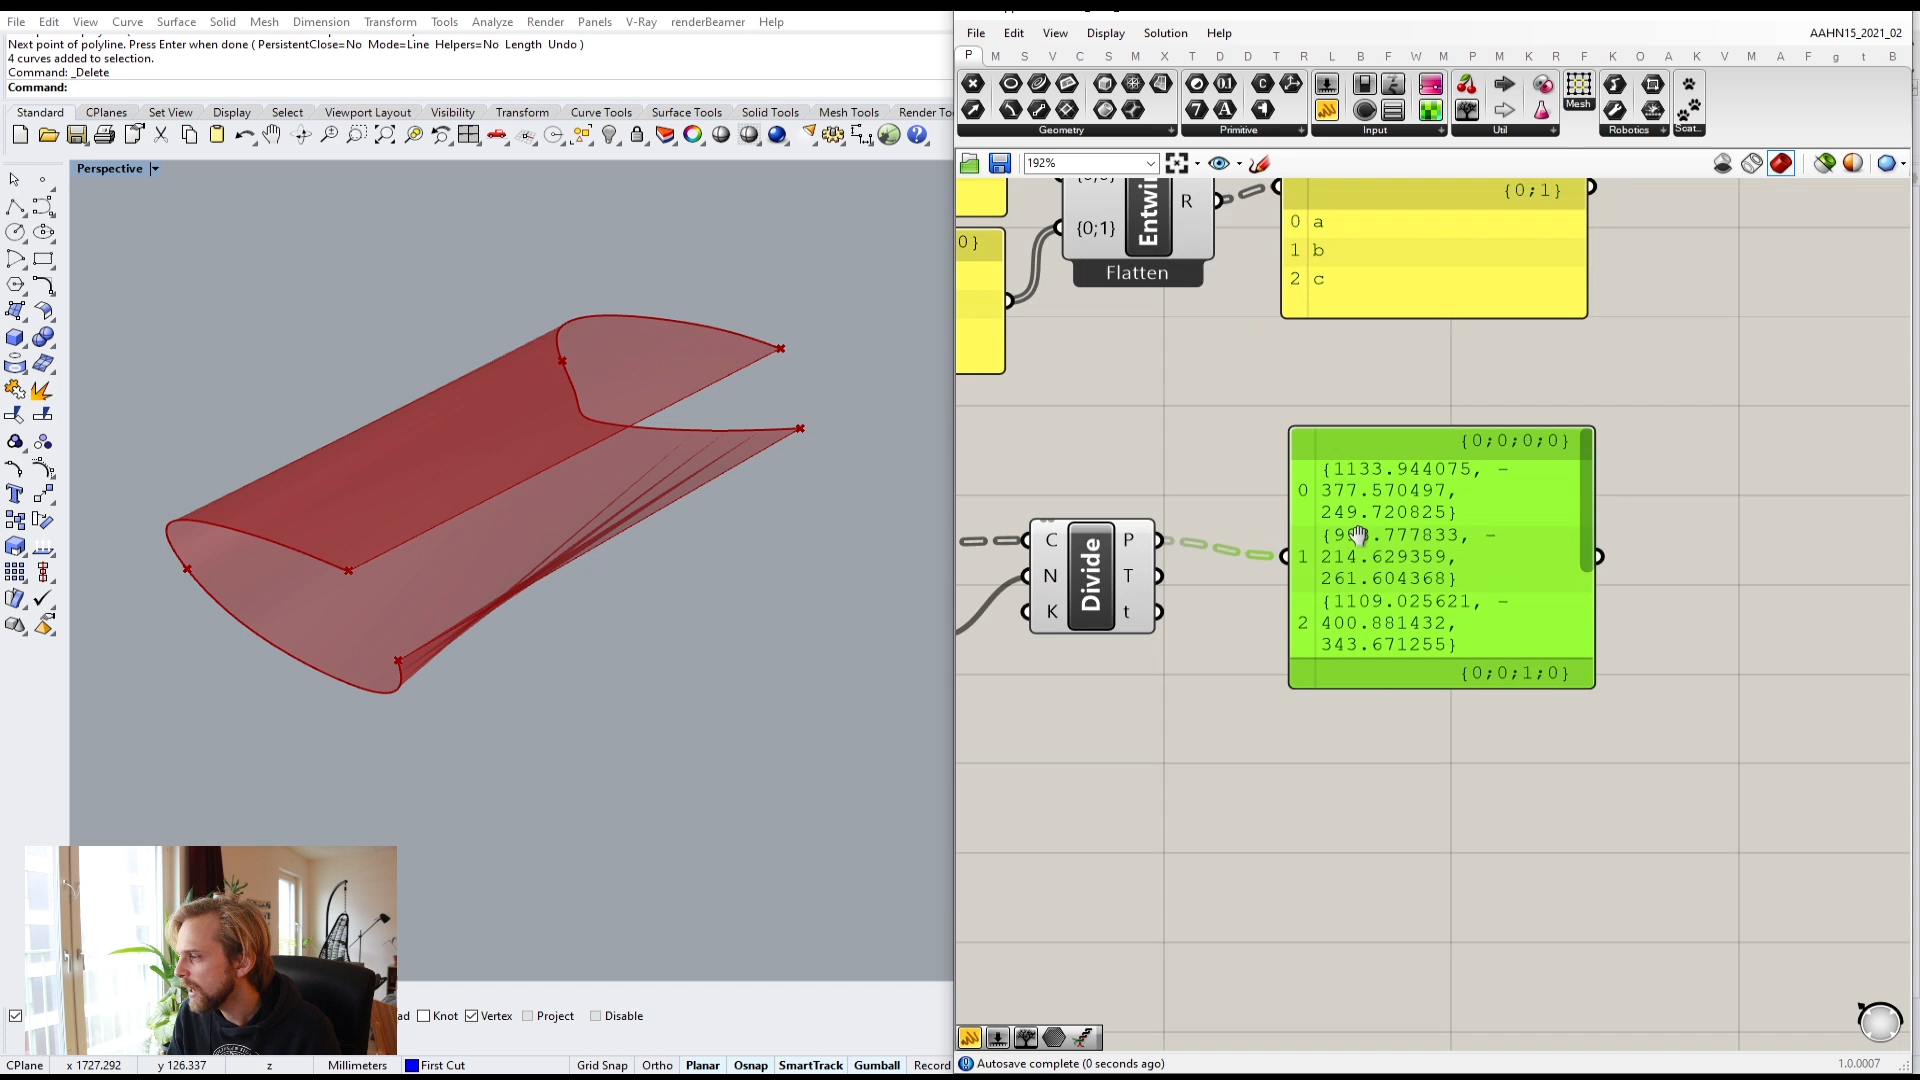 File Edit View Curve Surface Solid Mesh Dimension Transform Tools Analyze Render Panels V-Ray renderBeamer Help
Next point of polyline. Press Enter when done ( PersistentClose=No Mode=Line Helpers=No Length Undo )
4 curves added to selection.
Command: _Delete
Command:
Standard CPlanes Set View Display Select Viewport Layout Visibility Transform Curve Tools Surface Tools Solid Tools Mesh Tools Render To
Perspective
Knot Vertex Project Disable
CPlane x 1727.292 y 126.337 z Millimeters First Cut Grid Snap Ortho Planar Osnap SmartTrack Gumball Record
File Edit View Display Solution Help AAHN15_2021_02
P M S V C S M X T D D T R L B F W M P M K R K O A K L M A F g t B
Geometry Primitive Input Util Mesh Robotics Scat..
192%
Entwi
R
{0;1}
Flatten
0}
{0;1}
0 a
1 b
2 c
Divide
C P
N T
K t
{0;0;0;0}
{1133.944075, -
0 377.570497,
249.720825}
.777833, -
1 214.629359,
261.604368}
{1109.025621, -
2 400.881432,
343.671255}
{0;0;1;0}
Autosave complete (0 seconds ago)
1.0.0007